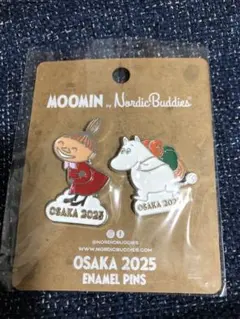 MOOMIN by NordicBuddies
OSAKA 2025
OSAKA 2025
@NORDICBUDDIES
WWW.NORDICBUDDIES.COM
OSAKA 2025
ENAMEL PINS